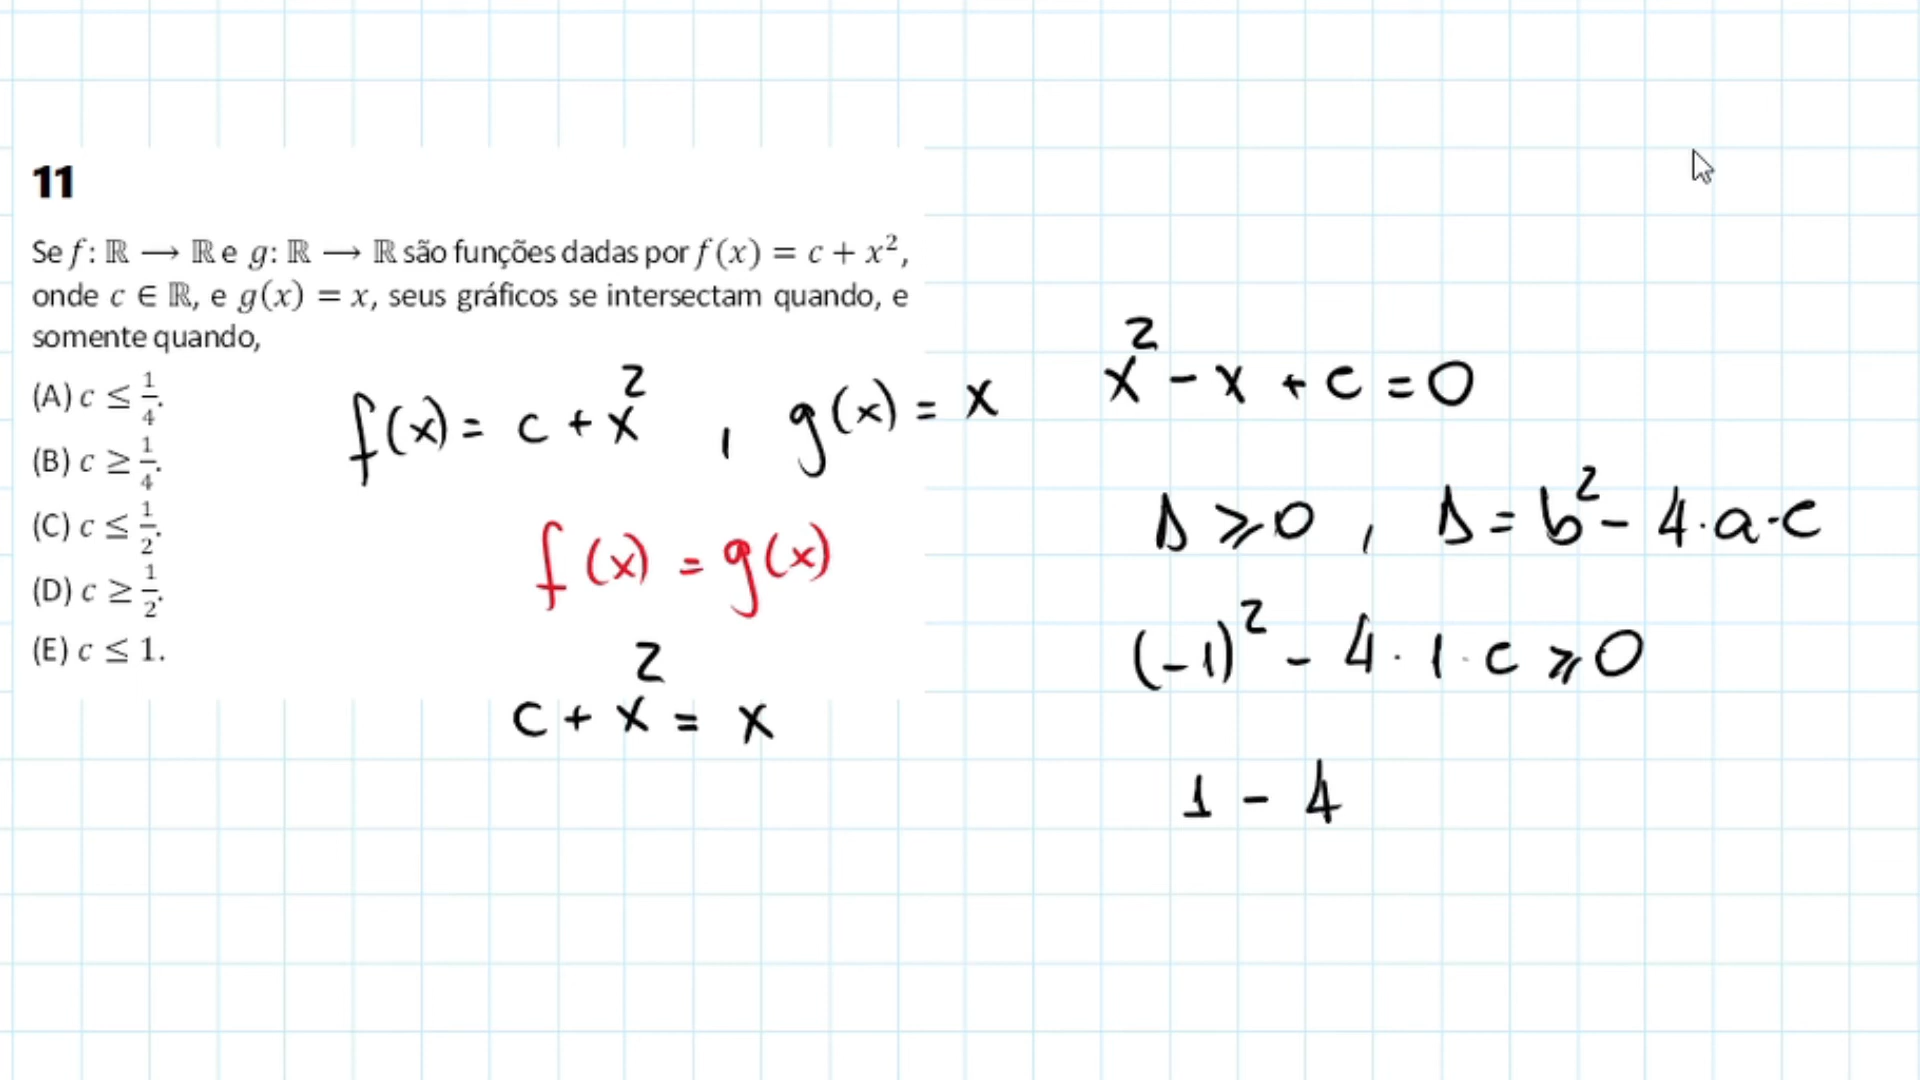 11
Se f: ℝ → ℝ e g: ℝ → ℝ são funções dadas por f(x) = c + x²,
onde c ∈ ℝ, e g(x) = x, seus gráficos se intersectam quando, e
somente quando,
(A) c ≤ 1/4.
(B) c ≥ 1/4.
(C) c ≤ 1/2.
(D) c ≥ 1/2.
(E) c ≤ 1.
f(x) = c + x² , g(x) = x
f(x) = g(x)
c + x² = x
x² - x + c = 0
Δ ≥ 0 , Δ = b² - 4·a·c
(-1)² - 4·1·c ≥ 0
1 - 4